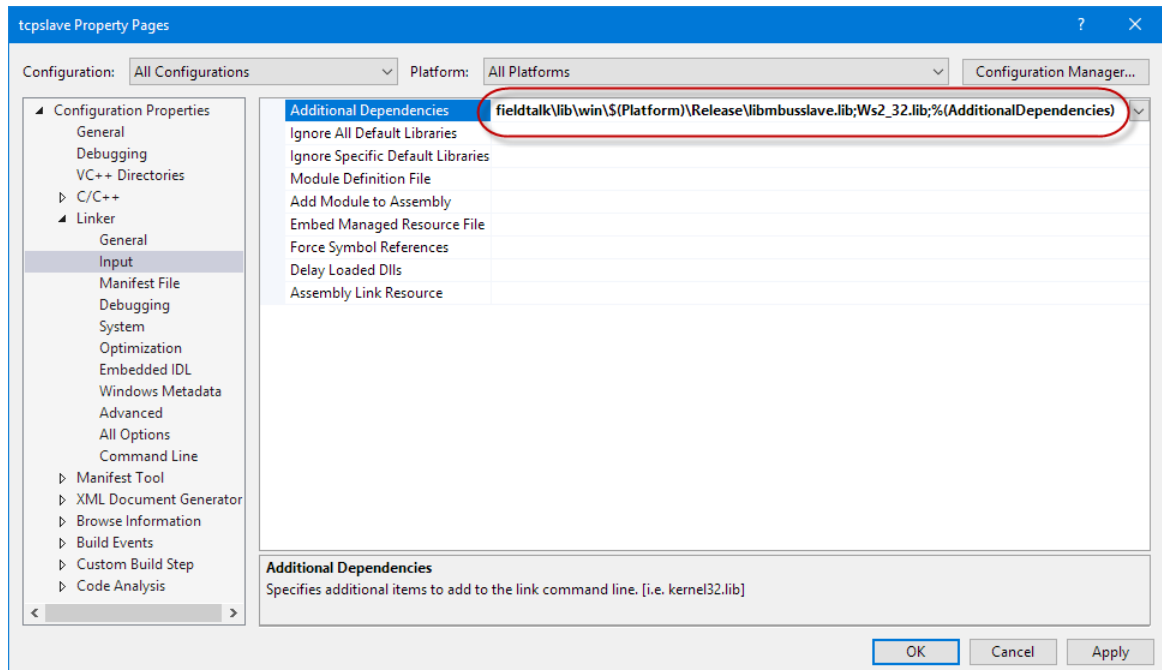 tcpslave Property Pages
Configuration: All Configurations Platform: All Platforms Configuration Manager...
Configuration Properties
General
Debugging
VC++ Directories
C/C++
Linker
General
Input
Manifest File
Debugging
System
Optimization
Embedded IDL
Windows Metadata
Advanced
All Options
Command Line
Manifest Tool
XML Document Generator
Browse Information
Build Events
Custom Build Step
Code Analysis
Additional Dependencies fieldtalk\lib\win\$(Platform)\Release\libmbusslave.lib;Ws2_32.lib;%(AdditionalDependencies)
Ignore All Default Libraries
Ignore Specific Default Libraries
Module Definition File
Add Module to Assembly
Embed Managed Resource File
Force Symbol References
Delay Loaded Dlls
Assembly Link Resource
Additional Dependencies
Specifies additional items to add to the link command line. [i.e. kernel32.lib]
OK Cancel Apply